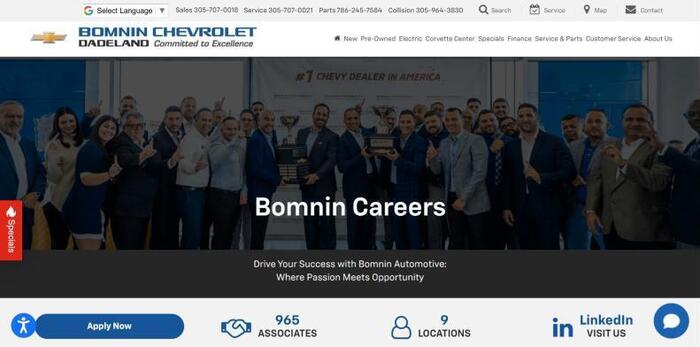 Select Language ▼ Sales 305-707-0018 Service 305-707-0021 Parts 786-245-7584 Collision 305-964-3830 Search Service Map Contact
BOMNIN CHEVROLET
DADELAND Committed to Excellence
New Pre-Owned Electric Corvette Center Specials Finance Service & Parts Customer Service About Us
#1 CHEVY DEALER IN AMERICA
Bomnin Careers
Specials
Drive Your Success with Bomnin Automotive:
Where Passion Meets Opportunity
Apply Now
965
ASSOCIATES
9
LOCATIONS
LinkedIn
VISIT US